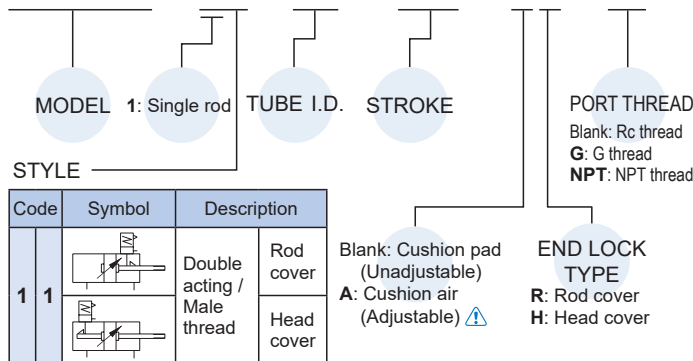 MODEL
1: Single rod
TUBE I.D.
STROKE
PORT THREAD
Blank: Rc thread
G: G thread
NPT: NPT thread
STYLE
Code Symbol Description
1 1
Double
acting /
Male
thread
Rod
cover
Head
cover
Blank: Cushion pad
(Unadjustable)
A: Cushion air
(Adjustable) ⚠
END LOCK
TYPE
R: Rod cover
H: Head cover